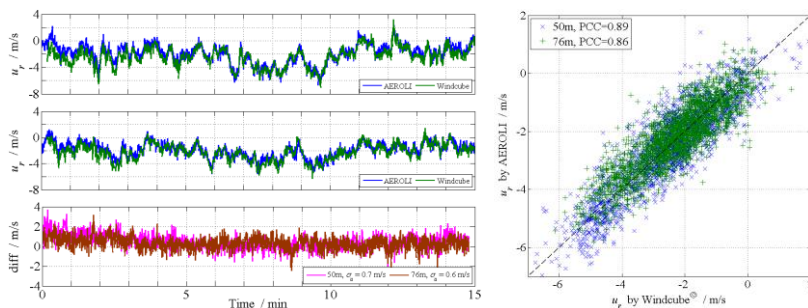 4
0
-4
-8
u_r / m/s
AEROLI Windcube
4
0
-4
-8
u_r / m/s
AEROLI Windcube
4
2
0
-2
-4
diff / m/s
50m, σ_u = 0.7 m/s 76m, σ_u = 0.6 m/s
0 5 10 15
Time / min
50m, PCC=0.89
76m, PCC=0.86
2
0
-2
-4
-6
u_r by AEROLI / m/s
-6 -4 -2 0
u_r by Windcube® / m/s